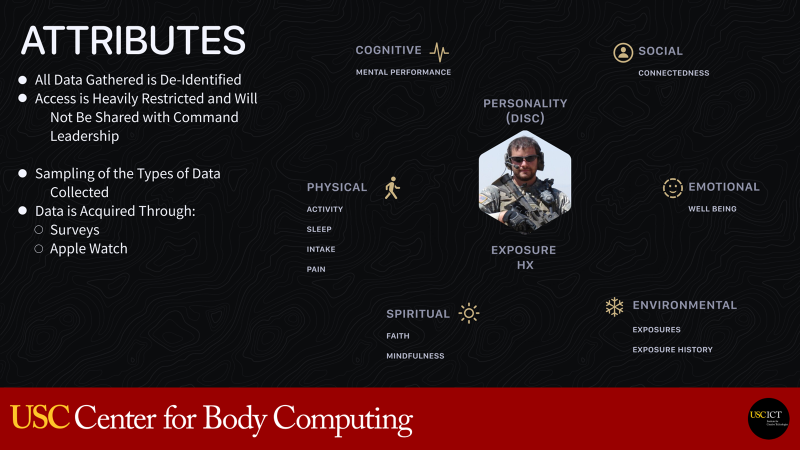 ATTRIBUTES
All Data Gathered is De-Identified
Access is Heavily Restricted and Will
Not Be Shared with Command
Leadership
Sampling of the Types of Data
Collected
Data is Acquired Through:
Surveys
Apple Watch
COGNITIVE
MENTAL PERFORMANCE
SOCIAL
CONNECTEDNESS
PERSONALITY
(DISC)
PHYSICAL
ACTIVITY
SLEEP
INTAKE
PAIN
EMOTIONAL
WELL BEING
EXPOSURE
HX
SPIRITUAL
FAITH
MINDFULNESS
ENVIRONMENTAL
EXPOSURES
EXPOSURE HISTORY
USC Center for Body Computing
USCICT